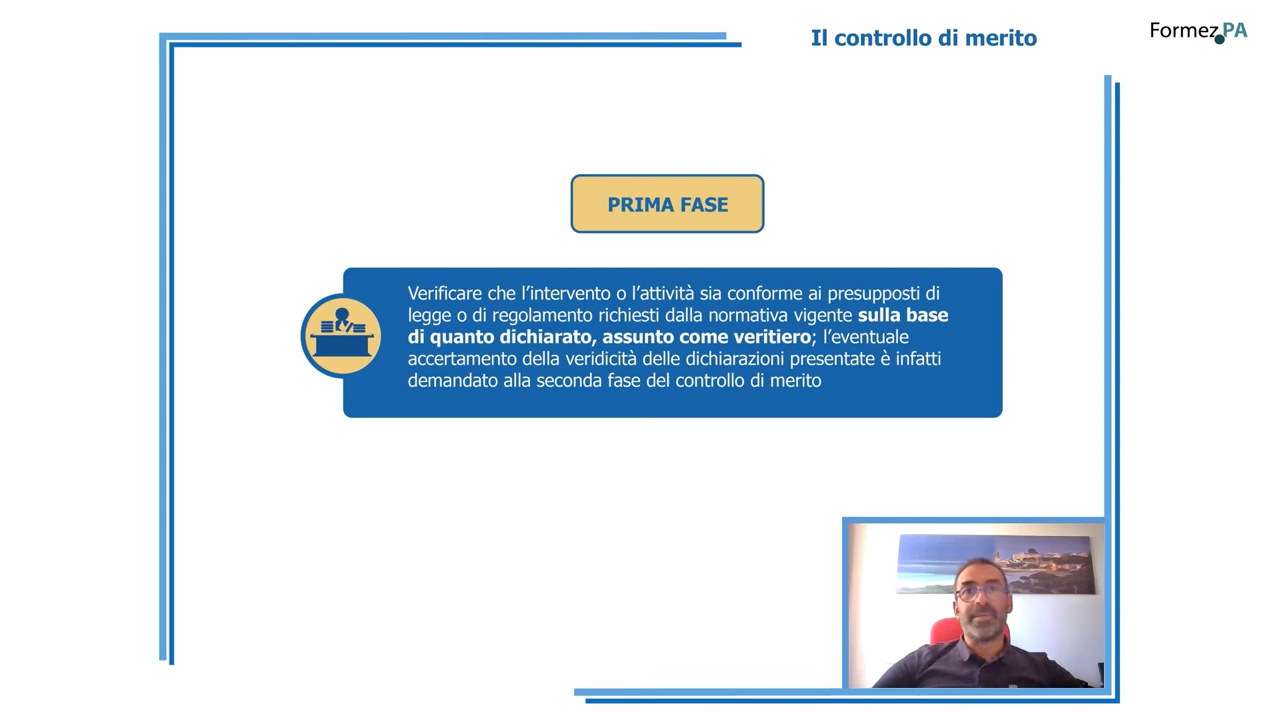 Il controllo di merito
Formez.PA
PRIMA FASE
Verificare che l'intervento o l'attività sia conforme ai presupposti di
legge o di regolamento richiesti dalla normativa vigente sulla base
di quanto dichiarato, assunto come veritiero; l'eventuale
accertamento della veridicità delle dichiarazioni presentate è infatti
demandato alla seconda fase del controllo di merito